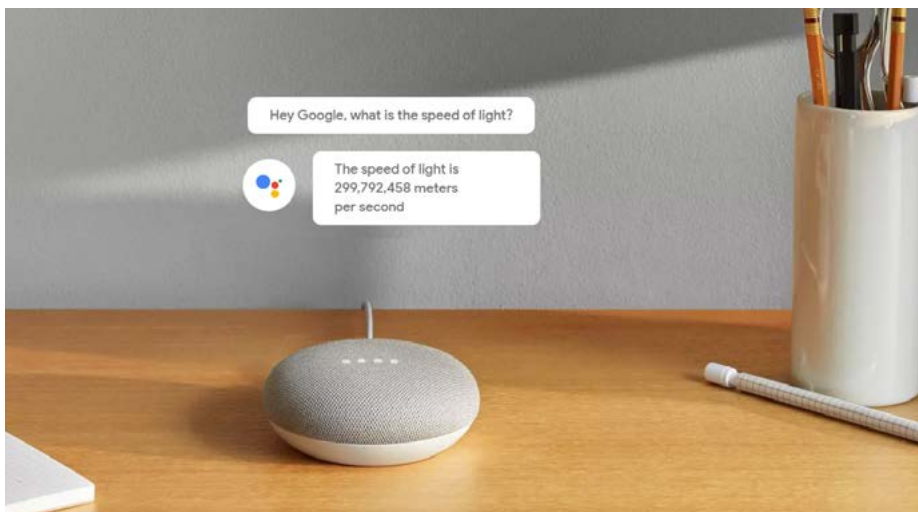 Hey Google, what is the speed of light?
The speed of light is
299,792,458 meters
per second